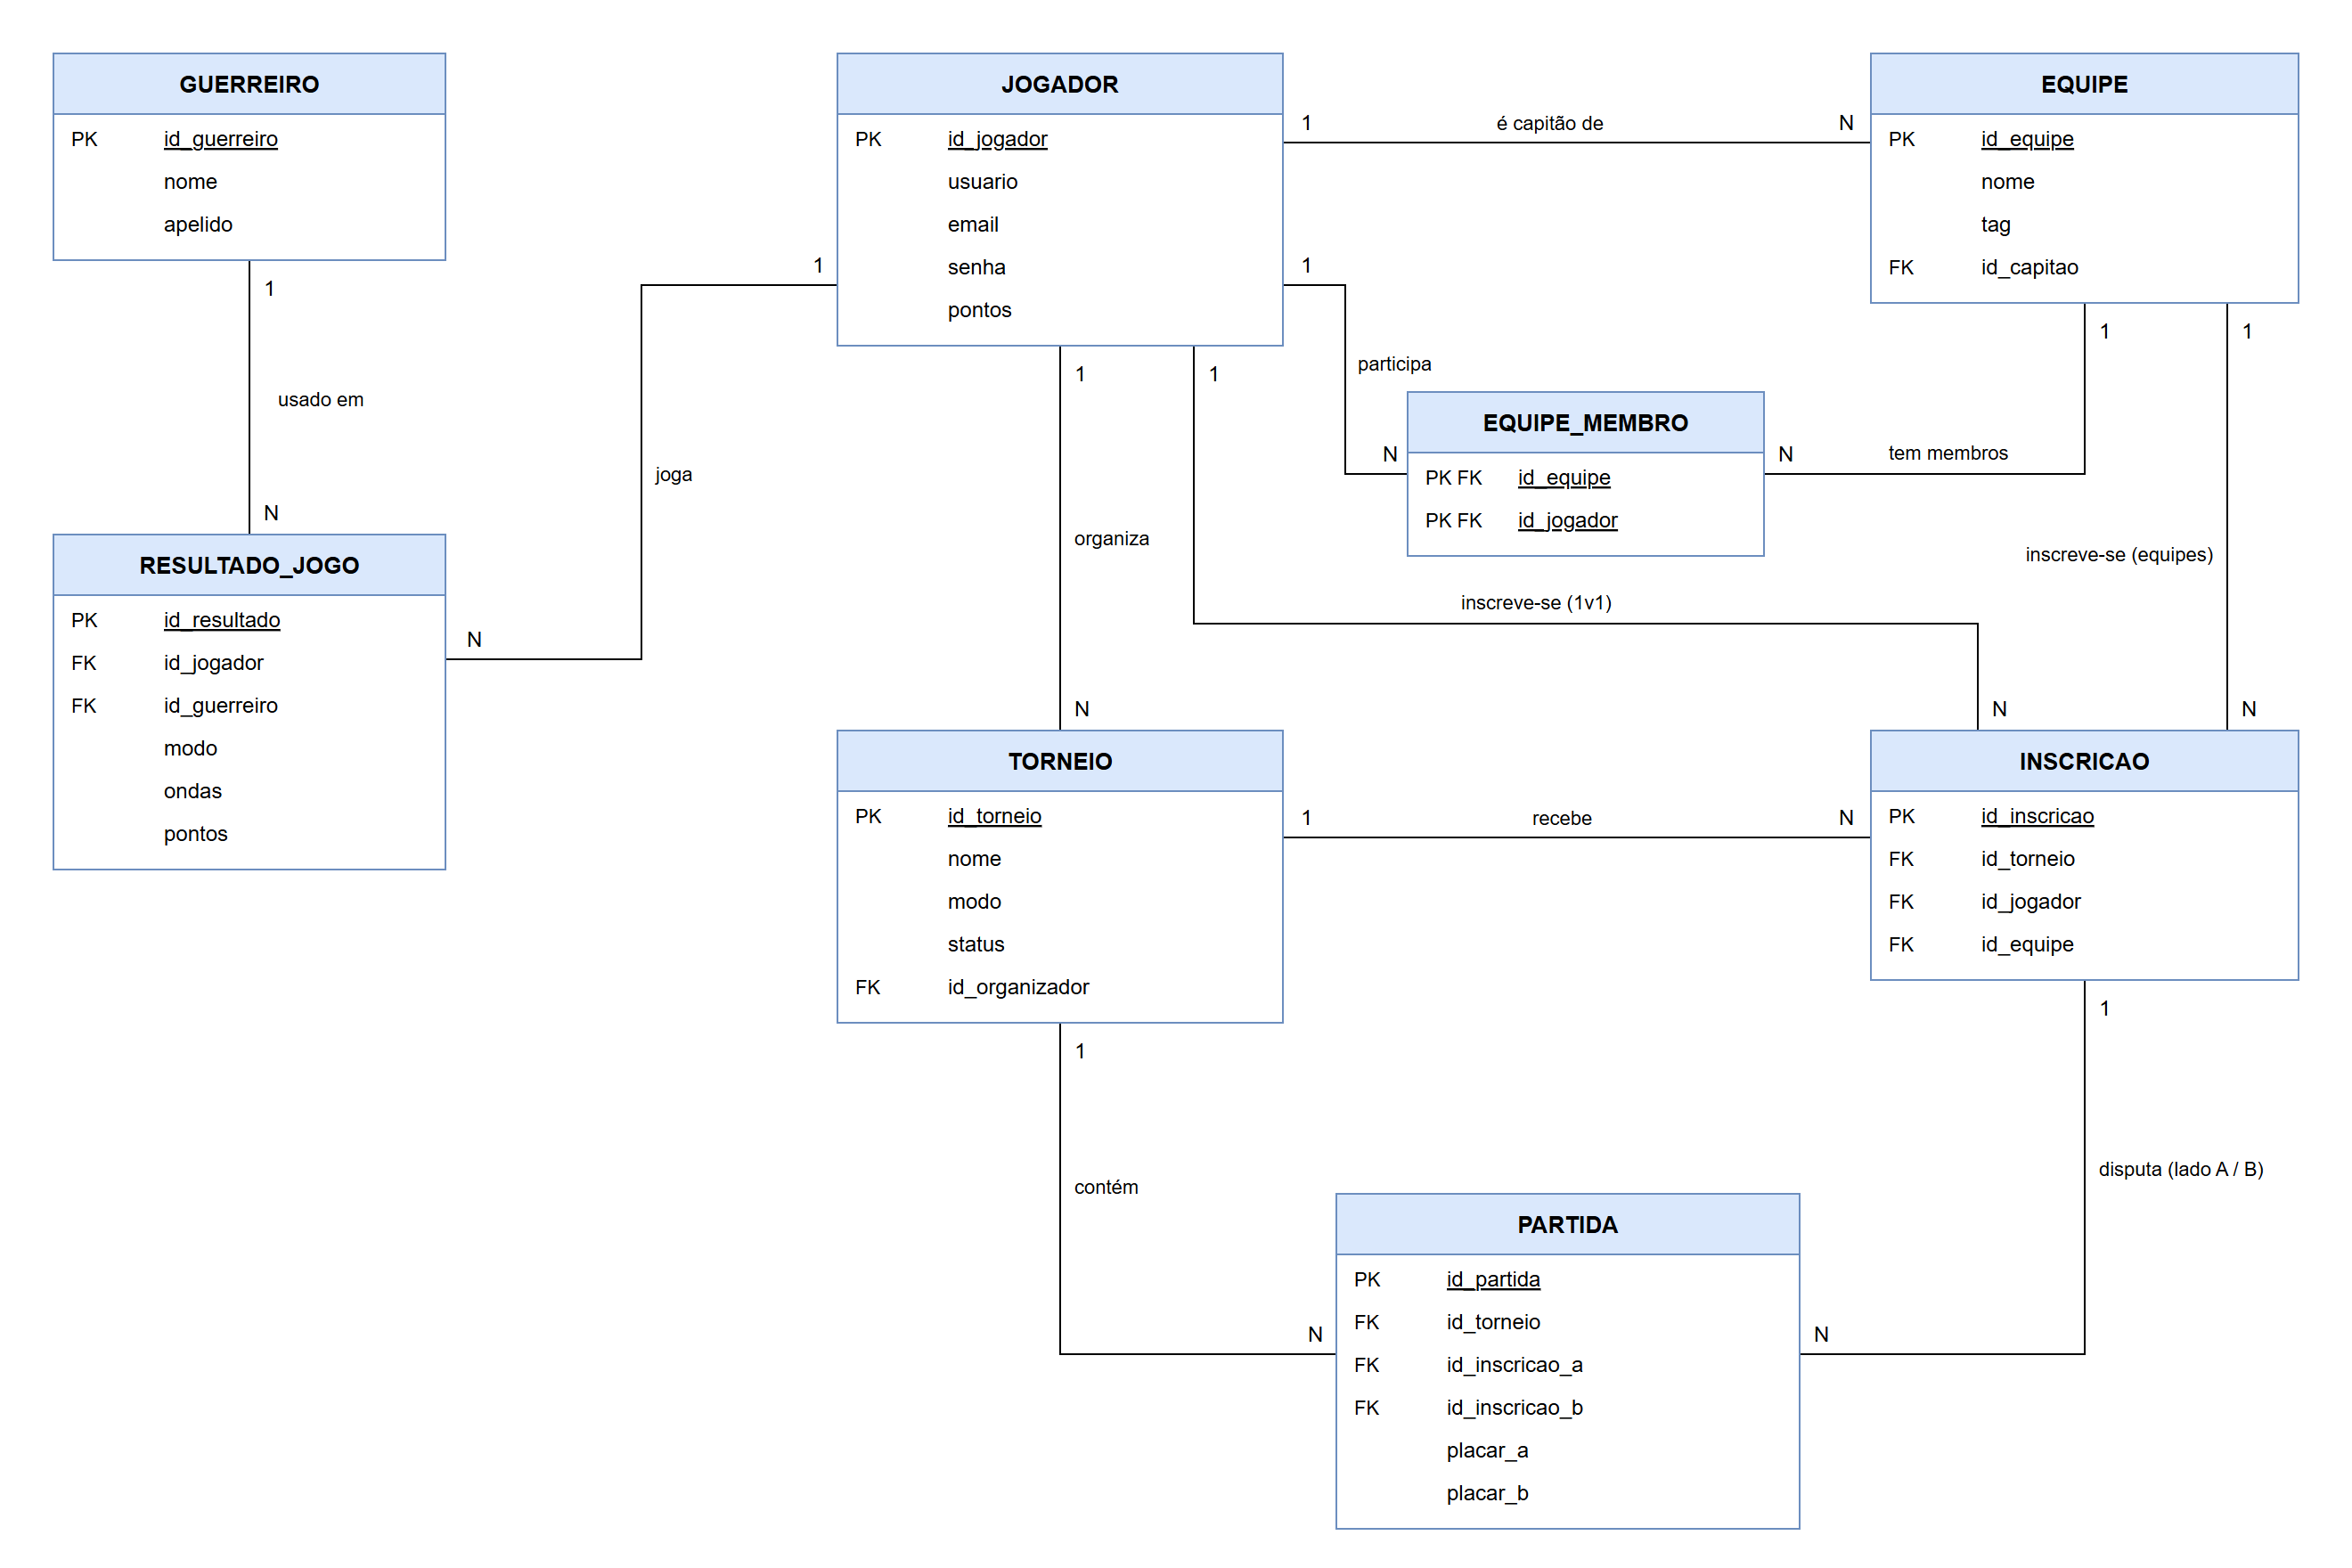 GUERREIRO
PK id_guerreiro
nome
apelido
1
usado em
N
RESULTADO_JOGO
PK id_resultado
FK id_jogador
FK id_guerreiro
modo
ondas
pontos
N
joga
1
JOGADOR
PK id_jogador
usuario
email
senha
pontos
1 é capitão de N
EQUIPE
PK id_equipe
nome
tag
FK id_capitao
1
participa
N
EQUIPE_MEMBRO
PK FK id_equipe
PK FK id_jogador
N tem membros
1
1
inscreve-se (equipes)
N
1
organiza
N
1
inscreve-se (1v1)
N
TORNEIO
PK id_torneio
nome
modo
status
FK id_organizador
1 recebe N
INSCRICAO
PK id_inscricao
FK id_torneio
FK id_jogador
FK id_equipe
1
contém
N
1
disputa (lado A / B)
N
PARTIDA
PK id_partida
FK id_torneio
FK id_inscricao_a
FK id_inscricao_b
placar_a
placar_b